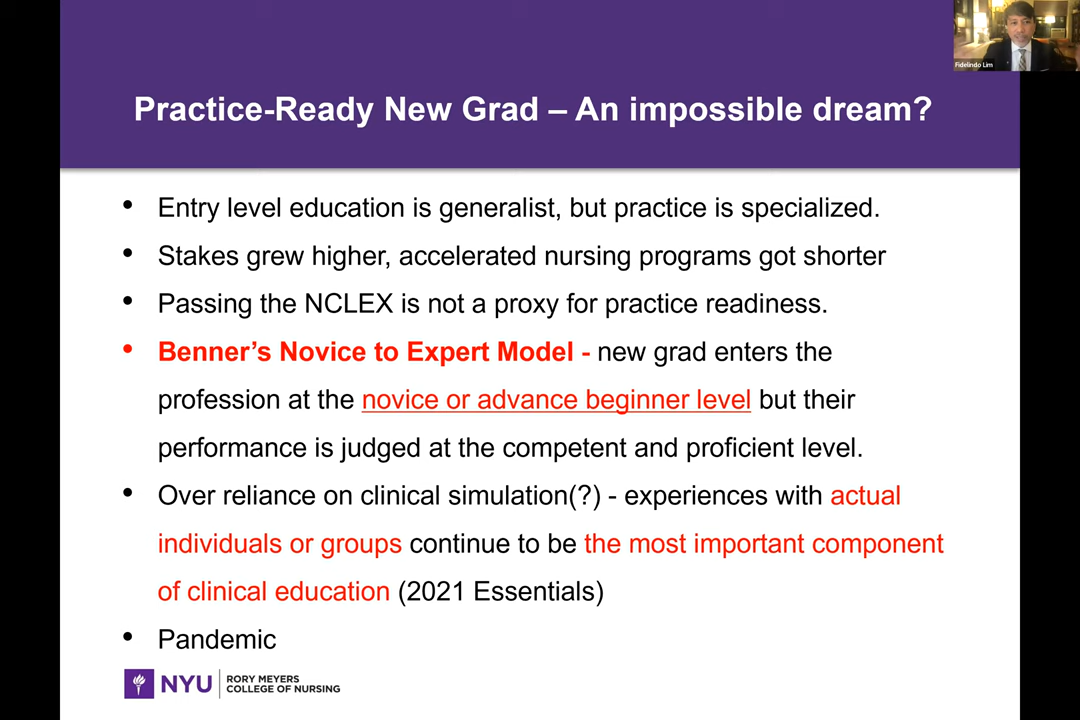 Fidelindo Lim
Practice-Ready New Grad – An impossible dream?
• Entry level education is generalist, but practice is specialized.
• Stakes grew higher, accelerated nursing programs got shorter
• Passing the NCLEX is not a proxy for practice readiness.
• Benner’s Novice to Expert Model - new grad enters the
profession at the novice or advance beginner level but their
performance is judged at the competent and proficient level.
• Over reliance on clinical simulation(?) - experiences with actual
individuals or groups continue to be the most important component
of clinical education (2021 Essentials)
• Pandemic
NYU
RORY MEYERS
COLLEGE OF NURSING